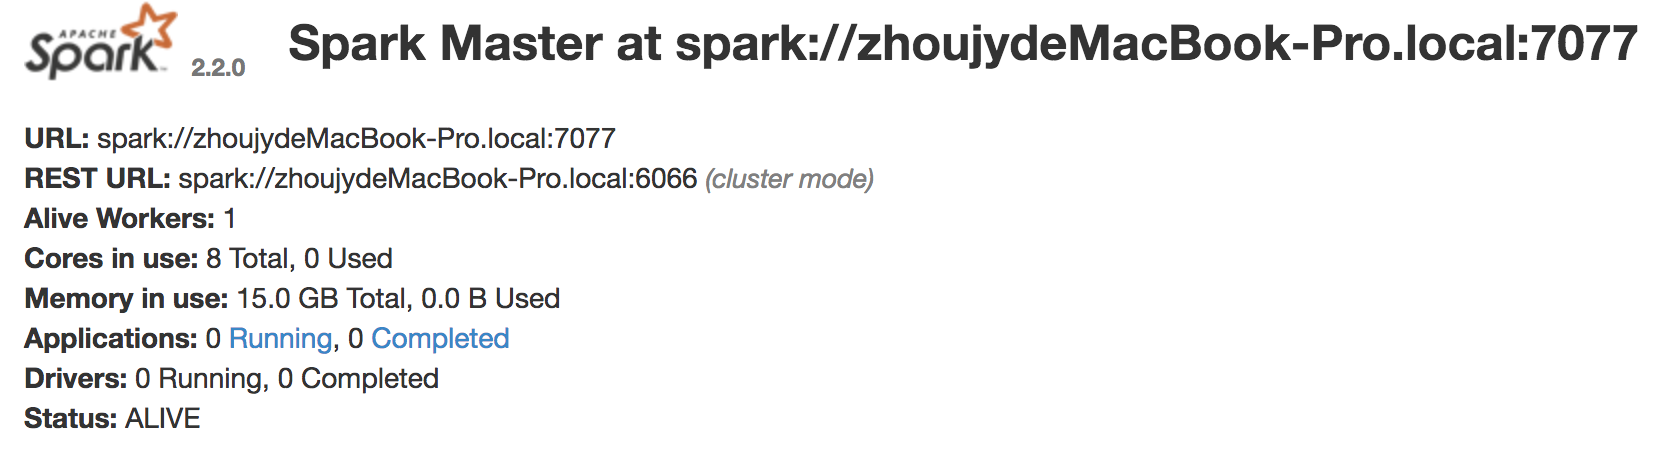 APACHE
Spark™ 2.2.0 Spark Master at spark://zhoujydeMacBook-Pro.local:7077
URL: spark://zhoujydeMacBook-Pro.local:7077
REST URL: spark://zhoujydeMacBook-Pro.local:6066 (cluster mode)
Alive Workers: 1
Cores in use: 8 Total, 0 Used
Memory in use: 15.0 GB Total, 0.0 B Used
Applications: 0 Running, 0 Completed
Drivers: 0 Running, 0 Completed
Status: ALIVE